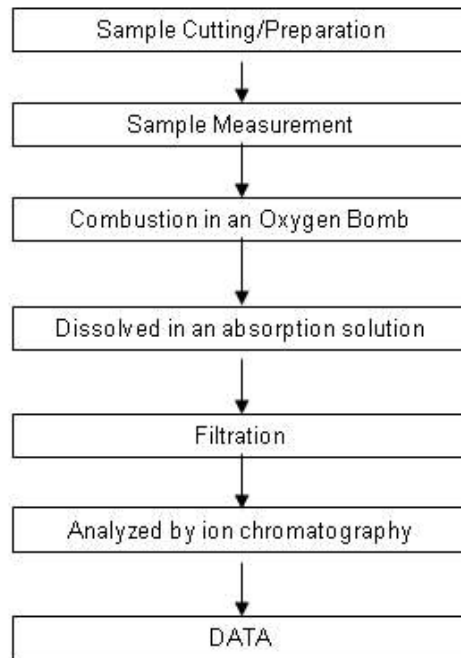 Sample Cutting/Preparation
Sample Measurement
Combustion in an Oxygen Bomb
Dissolved in an absorption solution
Filtration
Analyzed by ion chromatography
DATA